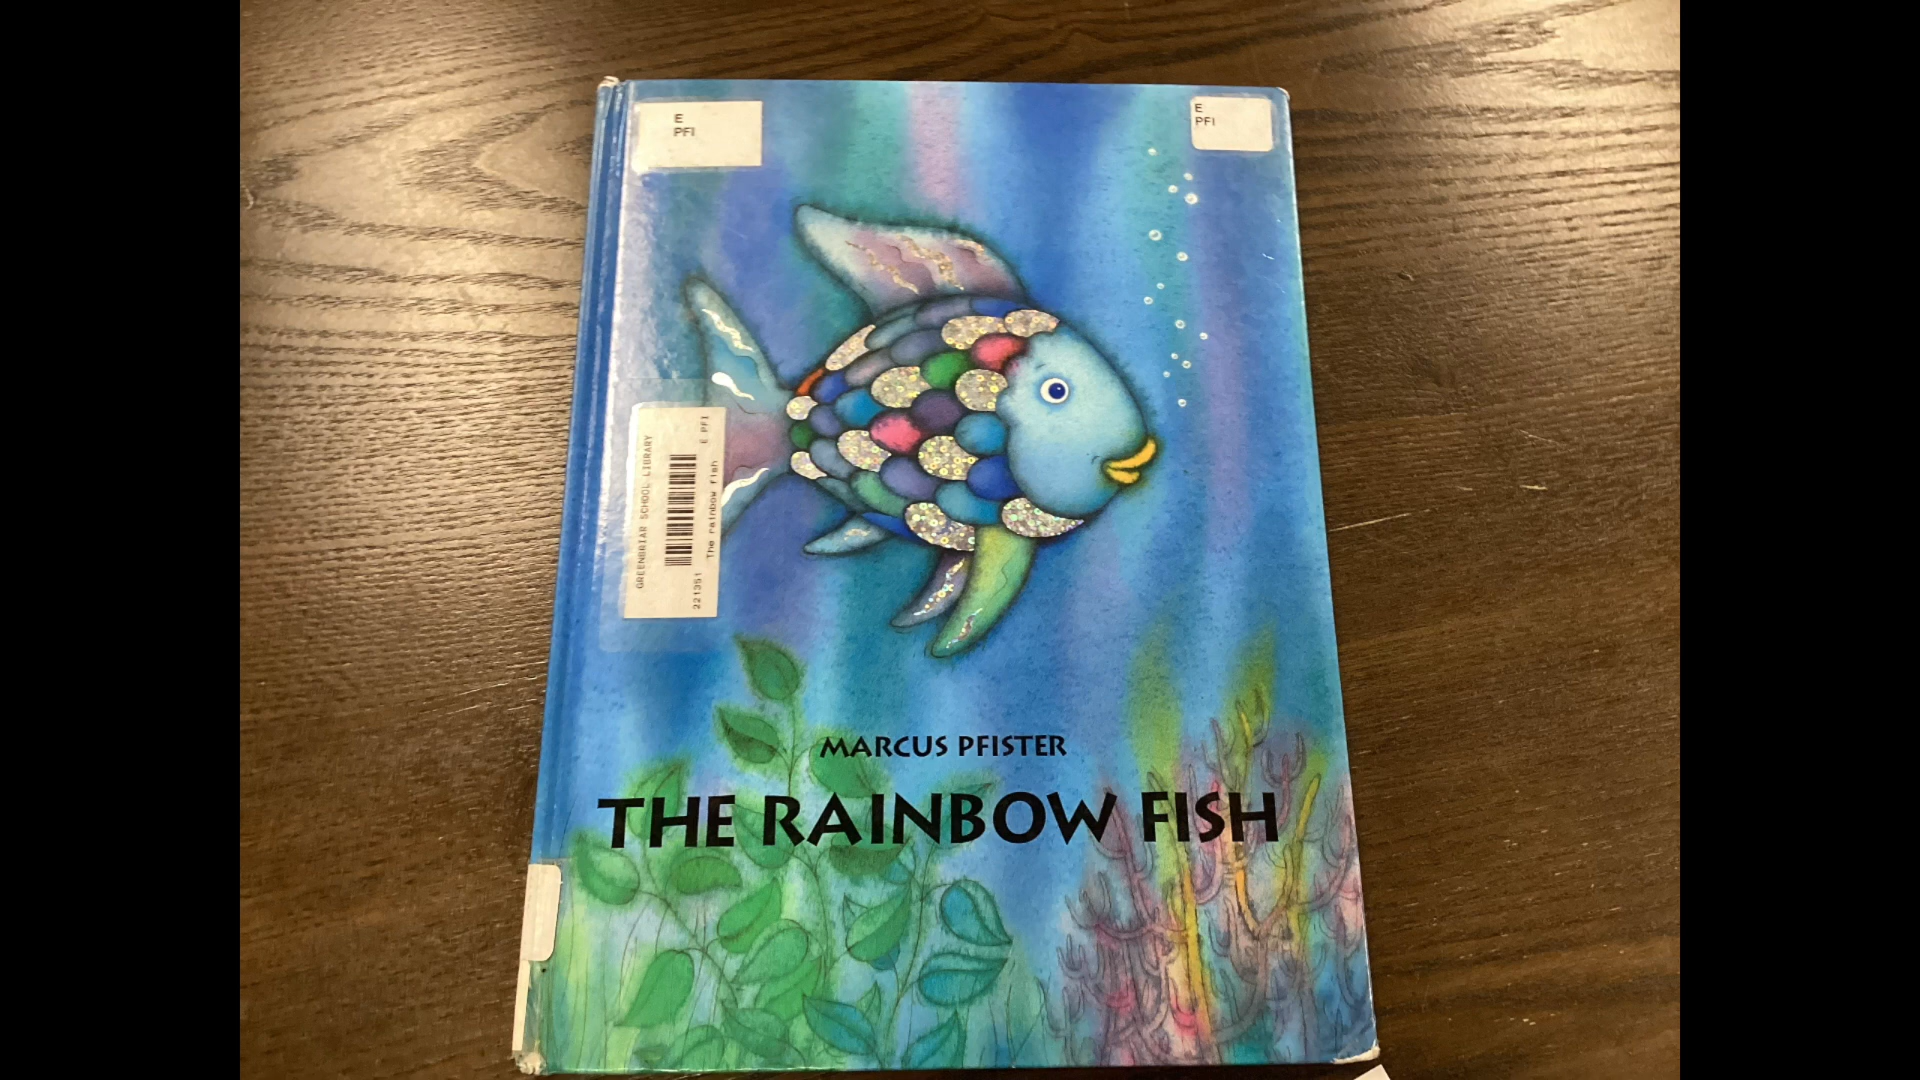 E
PFI
E
PFI
GREENBRIAR SCHOOL LIBRARY
221351 The rainbow fish E PFI
MARCUS PFISTER
THE RAINBOW FISH